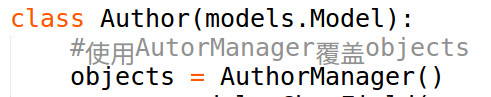 class Author(models.Model):
#使用AutorManager覆盖objects
objects = AuthorManager()